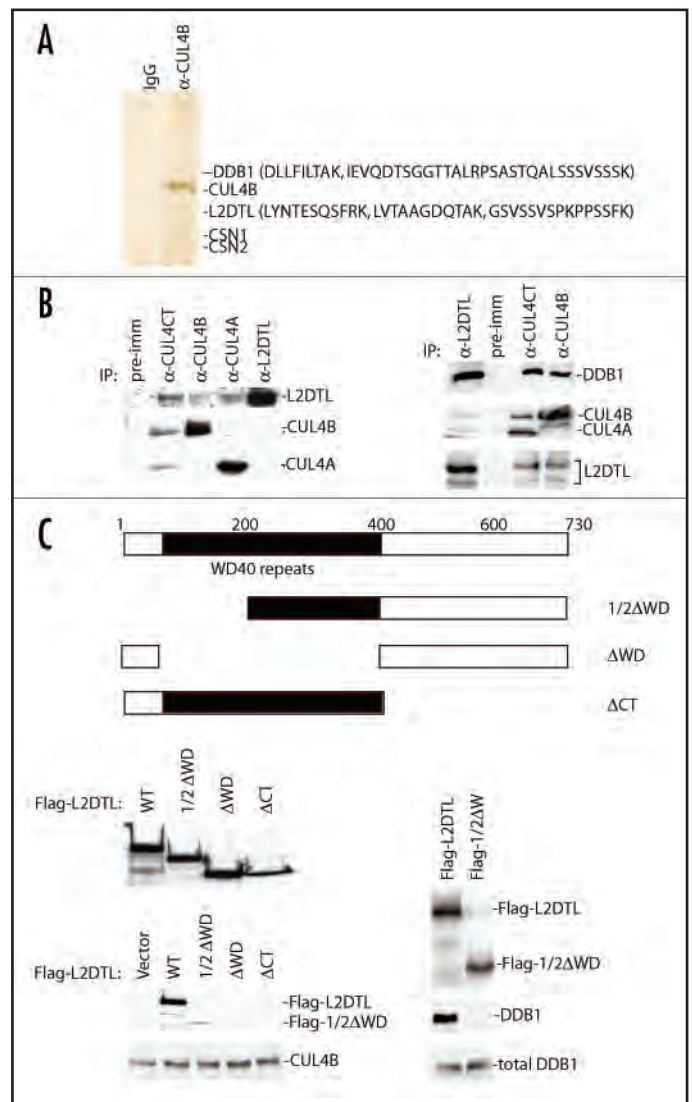 A
IgG
α-CUL4B
-DDB1 (DLLFILTAK, IEVQDTSGGTTALRPSASTQALSSSVSSSK)
-CUL4B
-L2DTL (LYNTESQSFRK, LVTAAGDQTAK, GSVSSVSPKPPSSFK)
-CSN1
-CSN2
B
IP:
pre-imm
α-CUL4CT
α-CUL4B
α-CUL4A
α-L2DTL
-L2DTL
-CUL4B
-CUL4A
IP:
α-L2DTL
pre-imm
α-CUL4CT
α-CUL4B
-DDB1
-CUL4B
-CUL4A
L2DTL
C
1 200 400 600 730
WD40 repeats
1/2ΔWD
ΔWD
ΔCT
Flag-L2DTL:
WT
1/2 ΔWD
ΔWD
ΔCT
Flag-L2DTL:
Vector
WT
1/2 ΔWD
ΔWD
ΔCT
-Flag-L2DTL
-Flag-1/2ΔWD
-CUL4B
Flag-L2DTL
Flag-1/2ΔW
-Flag-L2DTL
-Flag-1/2ΔWD
-DDB1
-total DDB1